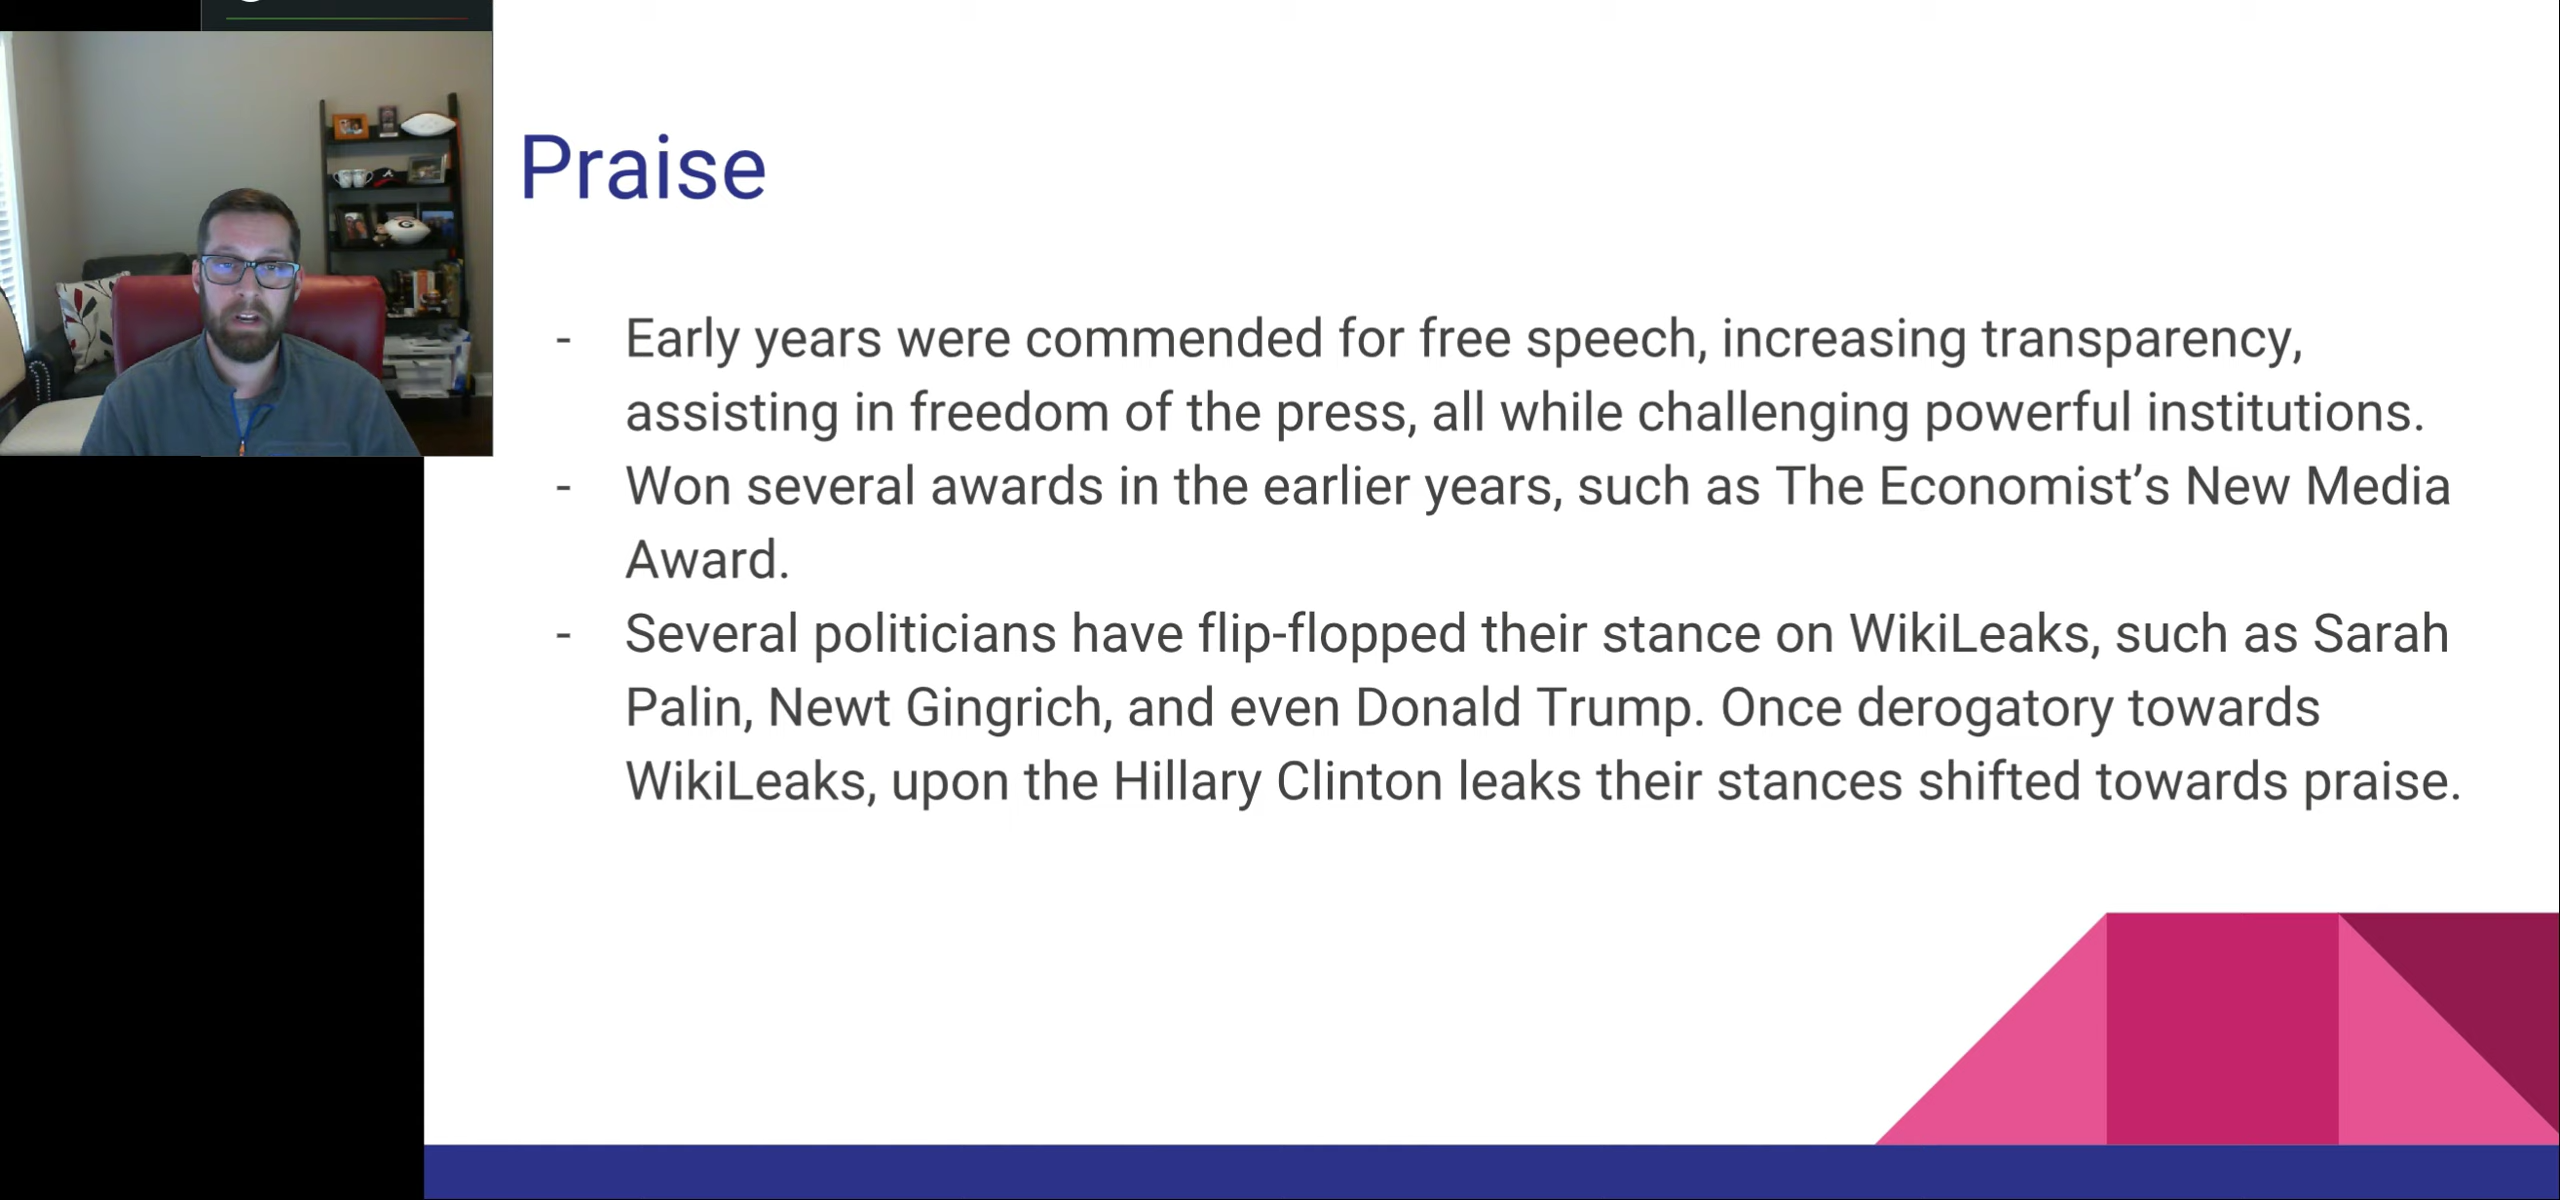 Praise
- Early years were commended for free speech, increasing transparency,
assisting in freedom of the press, all while challenging powerful institutions.
- Won several awards in the earlier years, such as The Economist’s New Media
Award.
- Several politicians have flip-flopped their stance on WikiLeaks, such as Sarah
Palin, Newt Gingrich, and even Donald Trump. Once derogatory towards
WikiLeaks, upon the Hillary Clinton leaks their stances shifted towards praise.